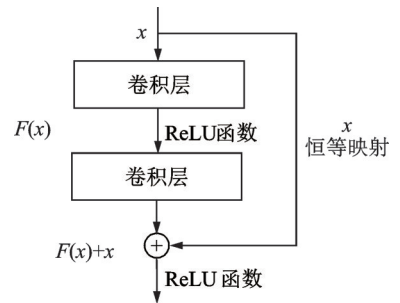 x
卷积层
F(x)
ReLU函数
x
恒等映射
卷积层
F(x)+x
+
ReLU 函数